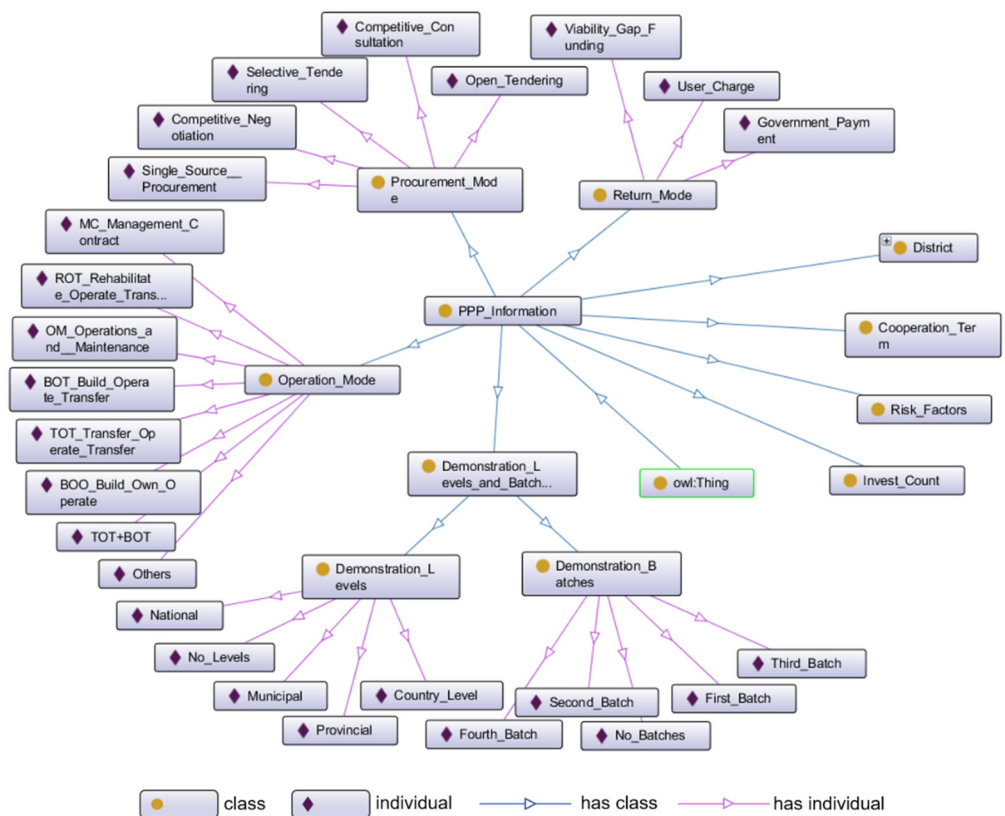 Competitive_Con
sultation
Viability_Gap_F
unding
Selective_Tende
ring
Open_Tendering
User_Charge
Competitive_Neg
otiation
Government_Paym
ent
Single_Source__
Procurement
Procurement_Mod
e
Return_Mode
MC_Management_C
ontract
District
ROT_Rehabilitat
e_Operate_Trans...
PPP_Information
OM_Operations_a
nd__Maintenance
Cooperation_Ter
m
BOT_Build_Opera
te_Transfer
Operation_Mode
Risk_Factors
TOT_Transfer_Op
erate_Transfer
Demonstration_L
evels_and_Batch...
owl:Thing
Invest_Count
BOO_Build_Own_O
perate
TOT+BOT
Others
Demonstration_L
evels
Demonstration_B
atches
National
No_Levels
Third_Batch
Municipal
Country_Level
Second_Batch
First_Batch
Provincial
Fourth_Batch
No_Batches
class
individual
has class
has individual